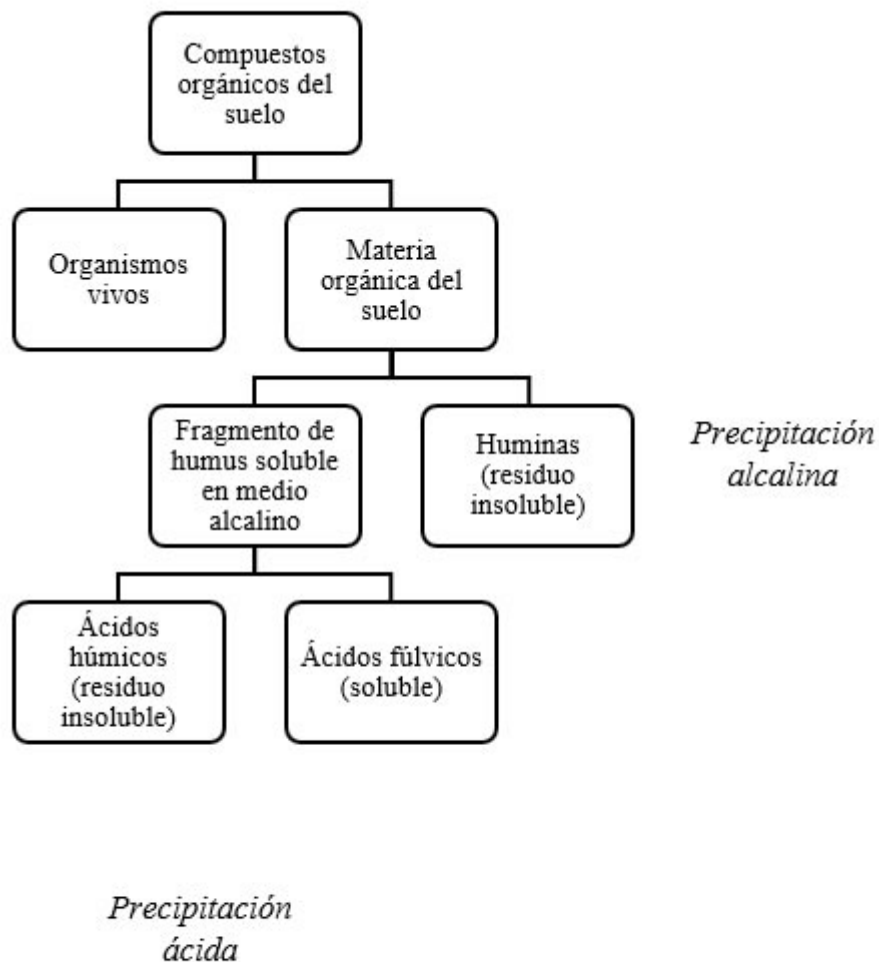 Compuestos
orgánicos del
suelo
Organismos
vivos
Materia
orgánica del
suelo
Fragmento de
humus soluble
en medio
alcalino
Huminas
(residuo
insoluble)
Precipitación
alcalina
Ácidos
húmicos
(residuo
insoluble)
Ácidos fúlvicos
(soluble)
Precipitación
ácida